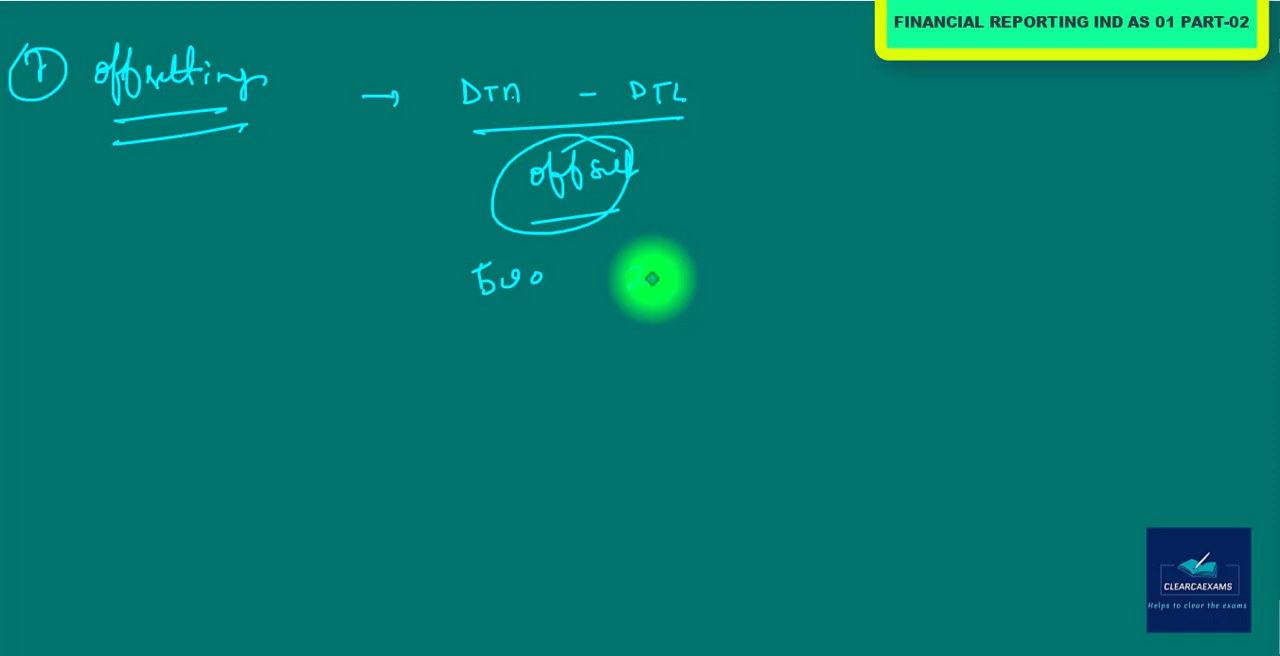 FINANCIAL REPORTING IND AS 01 PART-02
7 offsetting → DTA - DTL
offset
500
CLEARCAEXAMS
Helps to clear the exams